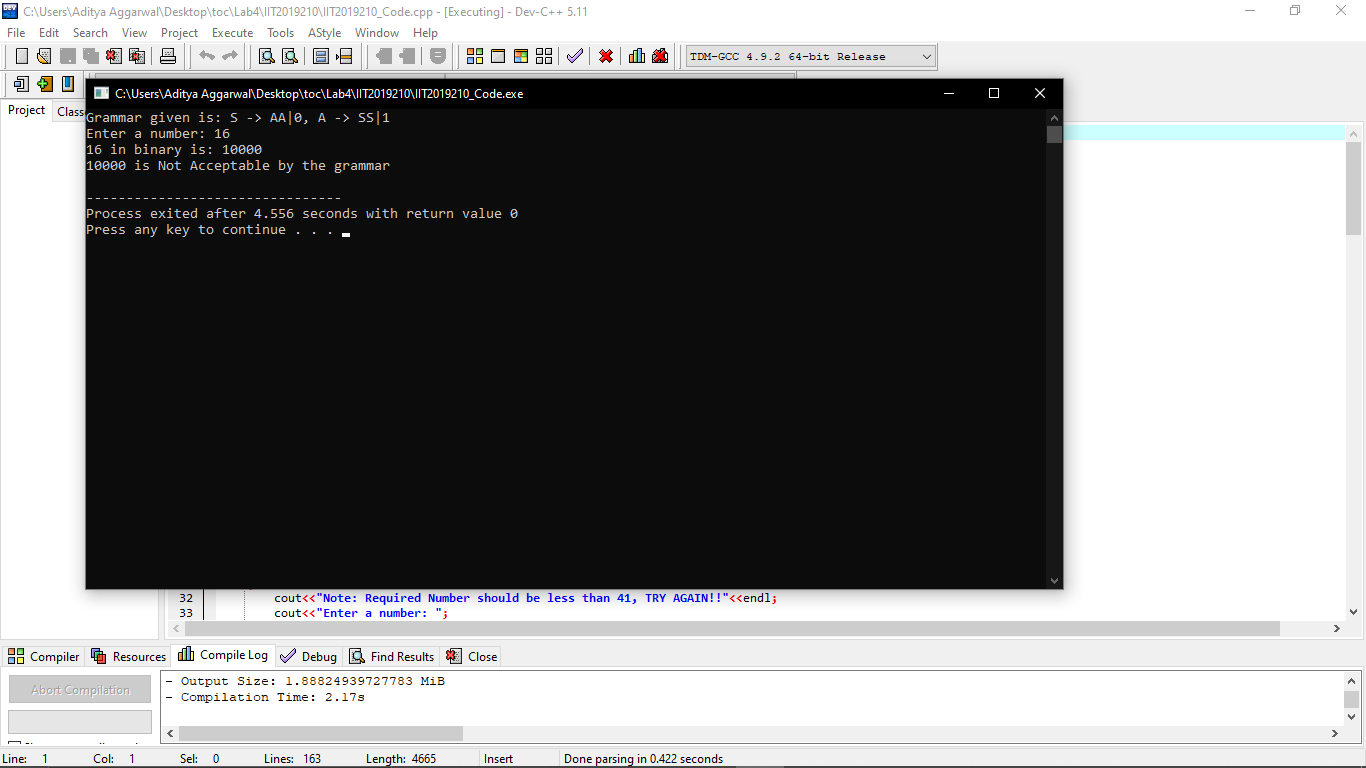 C:\Users\Aditya Aggarwal\Desktop\toc\Lab4\IIT2019210\IIT2019210_Code.cpp - [Executing] - Dev-C++ 5.11
File Edit Search View Project Execute Tools AStyle Window Help
TDM-GCC 4.9.2 64-bit Release
Project Class
C:\Users\Aditya Aggarwal\Desktop\toc\Lab4\IIT2019210\IIT2019210_Code.exe
Grammar given is: S -> AA|0, A -> SS|1
Enter a number: 16
16 in binary is: 10000
10000 is Not Acceptable by the grammar
--------------------------------
Process exited after 4.556 seconds with return value 0
Press any key to continue . . .
32 cout<<"Note: Required Number should be less than 41, TRY AGAIN!!"<<endl;
33 cout<<"Enter a number: ";
Compiler Resources Compile Log Debug Find Results Close
Abort Compilation
- Output Size: 1.88824939727783 MiB
- Compilation Time: 2.17s
Line: 1 Col: 1 Sel: 0 Lines: 163 Length: 4665 Insert Done parsing in 0.422 seconds